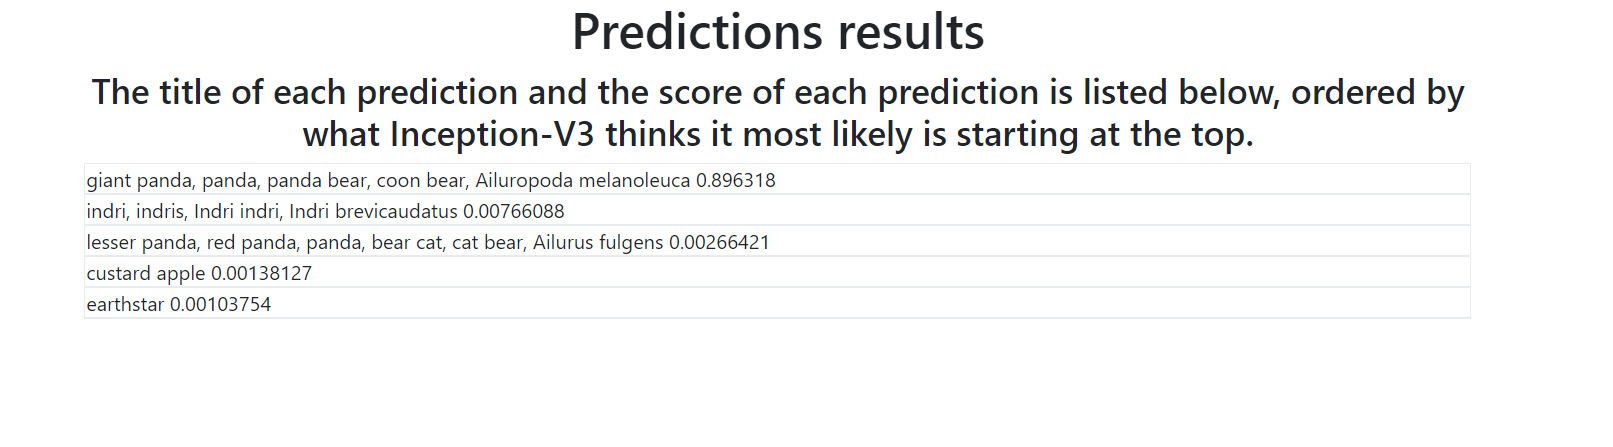 Predictions results
The title of each prediction and the score of each prediction is listed below, ordered by
what Inception-V3 thinks it most likely is starting at the top.
giant panda, panda, panda bear, coon bear, Ailuropoda melanoleuca 0.896318
indri, indris, Indri indri, Indri brevicaudatus 0.00766088
lesser panda, red panda, panda, bear cat, cat bear, Ailurus fulgens 0.00266421
custard apple 0.00138127
earthstar 0.00103754